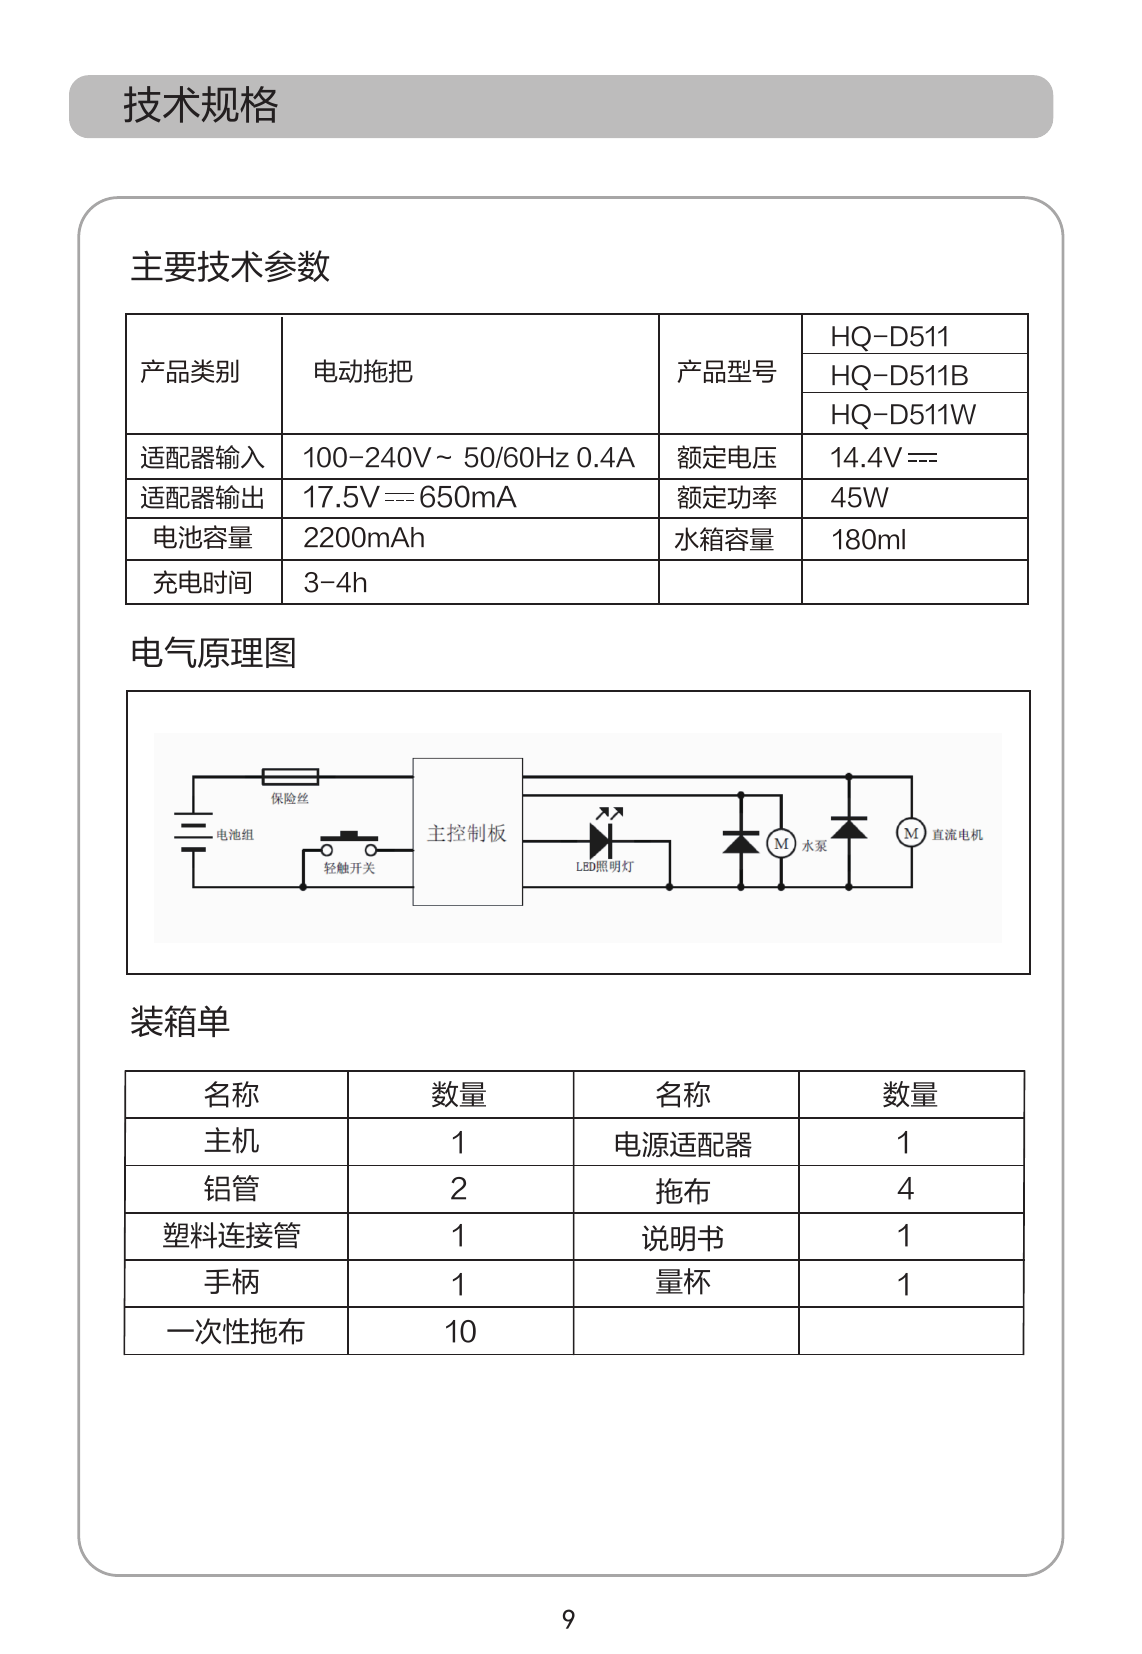 技术规格
主要技术参数
产品类别 电动拖把 产品型号 HQ-D511
HQ-D511B
HQ-D511W
适配器输入 100-240V~ 50/60Hz 0.4A 额定电压 14.4V⎓
适配器输出 17.5V⎓650mA 额定功率 45W
电池容量 2200mAh 水箱容量 180ml
充电时间 3-4h
电气原理图
保险丝
电池组
轻触开关
主控制板
LED照明灯
M 水泵
M 直流电机
装箱单
名称 数量 名称 数量
主机 1 电源适配器 1
铝管 2 拖布 4
塑料连接管 1 说明书 1
手柄 1 量杯 1
一次性拖布 10
9